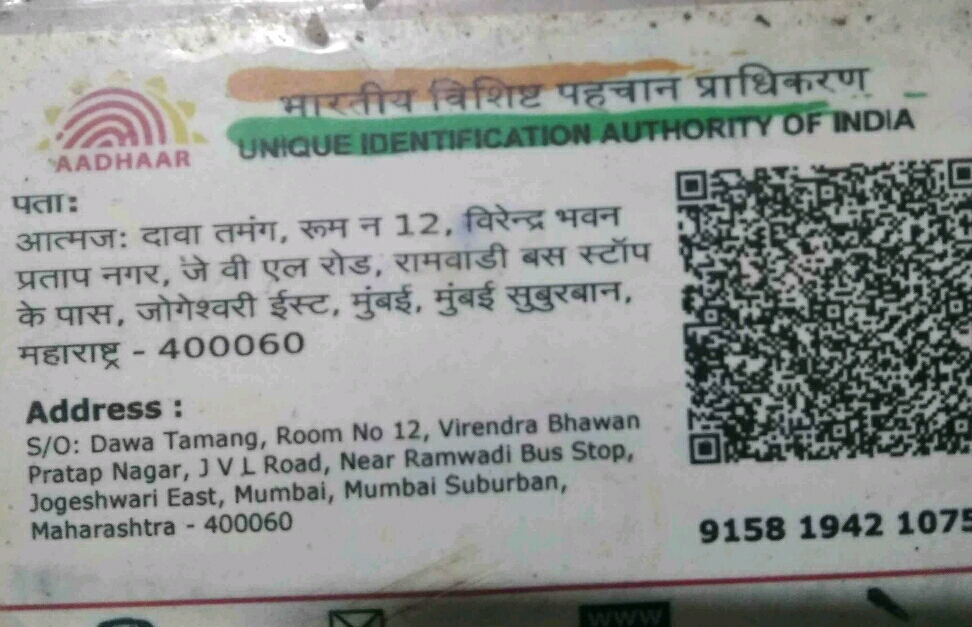 भारतीय विशिष्ट पहचान प्राधिकरण
AADHAAR
UNIQUE IDENTIFICATION AUTHORITY OF INDIA
पता:
आत्मज: दावा तमंग, रूम न 12, विरेन्द्र भवन
प्रताप नगर, जे वी एल रोड, रामवाडी बस स्टॉप
के पास, जोगेश्वरी ईस्ट, मुंबई, मुंबई सुबुरबान,
महाराष्ट्र - 400060
Address :
S/O: Dawa Tamang, Room No 12, Virendra Bhawan
Pratap Nagar, J V L Road, Near Ramwadi Bus Stop,
Jogeshwari East, Mumbai, Mumbai Suburban,
Maharashtra - 400060
9158 1942 1075
www